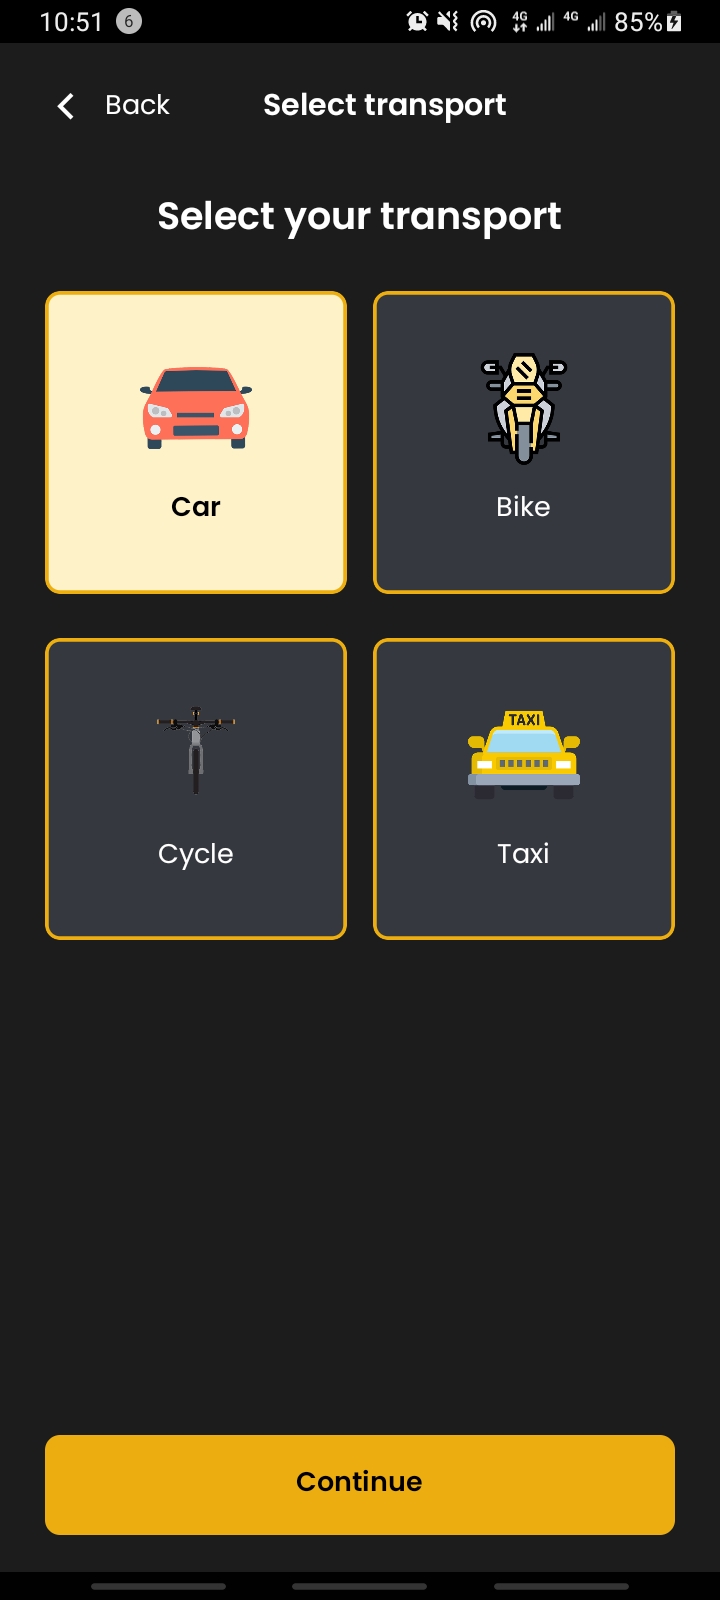 10:51 6 4G 4G 85%
Back Select transport
Select your transport
Car Bike
TAXI
Cycle Taxi
Continue